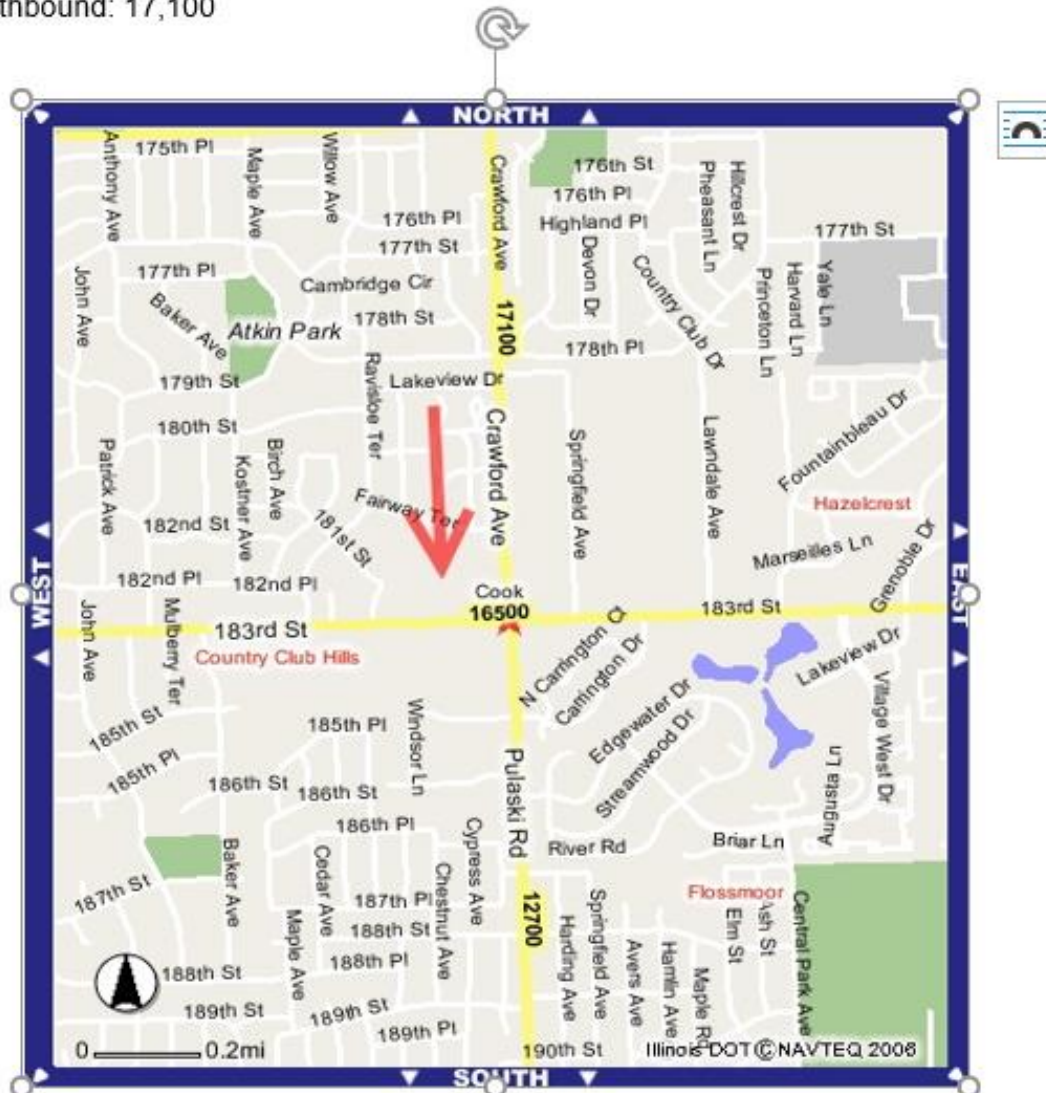 thbound: 17,100
NORTH
Anthony Ave
175th Pl
Maple Ave
Willow Ave
Crawford Ave
176th St
176th Pl
Pheasant Ln
Hillcrest Dr
176th Pl
Highland Pl
177th St
177th St
Devon Dr
John Ave
177th Pl
Cambridge Cir
Country Club Dr
Princeton Ln
Harvard Ln
Yale Ln
Baker Ave
Atkin Park
178th St
17100
178th Pl
179th St
Ravisloe Ter
Lakeview Dr
180th St
Crawford Ave
Springfield Ave
Lawndale Ave
Fountainbleau Dr
Patrick Ave
Kostner Ave
Birch Ave
Fairway Ter
Hazelcrest
182nd St
181st St
Marseilles Ln
Grenoble Dr
WEST
182nd Pl
182nd Pl
Cook
EAST
16500
183rd St
John Ave
Mulberry Ter
183rd St
Country Club Hills
N Carrington Ct
Carrington Dr
Lakeview Dr
185th St
185th Pl
Windsor Ln
Edgewater Dr
Streamwood Dr
Village West Dr
185th Pl
186th St
186th St
Pulaski Rd
Augusta Ln
186th Pl
River Rd
Briar Ln
187th St
Baker Ave
Cedar Ave
Cypress Ave
Chestnut Ave
187th Pl
12700
Flossmoor
188th St
Maple Ave
Harding Ave
Springfield Ave
Avers Ave
Hamlin Ave
Maple Rd
Elm St
Ash St
Central Park Ave
188th St
188th Pl
189th St
189th St
189th Pl
0 0.2mi
190th St
Illinois DOT © NAVTEQ 2006
SOUTH